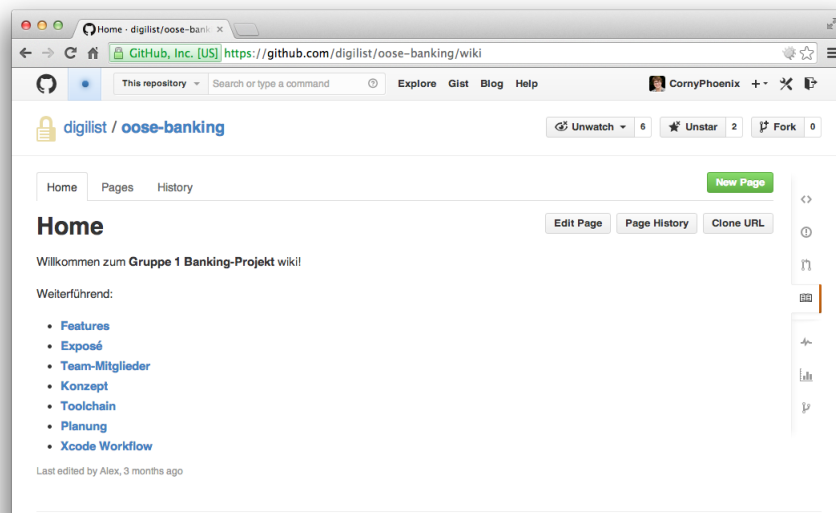 Home · digilist/oose-bank
GitHub, Inc. [US] https://github.com/digilist/oose-banking/wiki
This repository Search or type a command Explore Gist Blog Help CornyPhoenix
digilist / oose-banking Unwatch 6 Unstar 2 Fork 0
Home Pages History New Page
Home Edit Page Page History Clone URL
Willkommen zum Gruppe 1 Banking-Projekt wiki!
Weiterführend:
• Features
• Exposé
• Team-Mitglieder
• Konzept
• Toolchain
• Planung
• Xcode Workflow
Last edited by Alex, 3 months ago